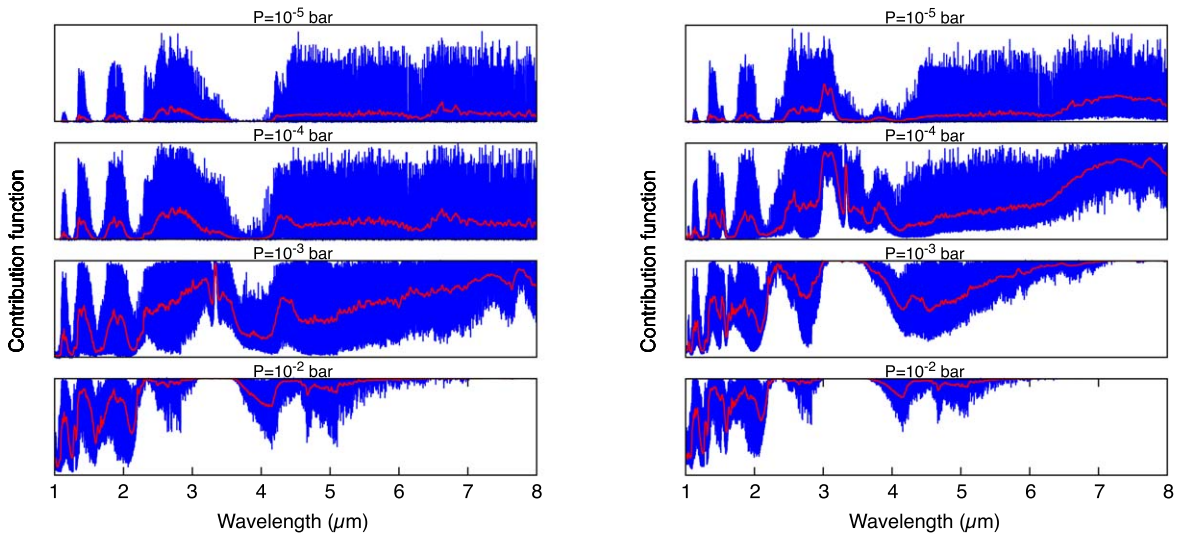 P=10⁻⁵ bar
P=10⁻⁴ bar
P=10⁻³ bar
P=10⁻² bar
Contribution function
1 2 3 4 5 6 7 8
Wavelength (μm)
P=10⁻⁵ bar
P=10⁻⁴ bar
P=10⁻³ bar
P=10⁻² bar
Contribution function
1 2 3 4 5 6 7 8
Wavelength (μm)